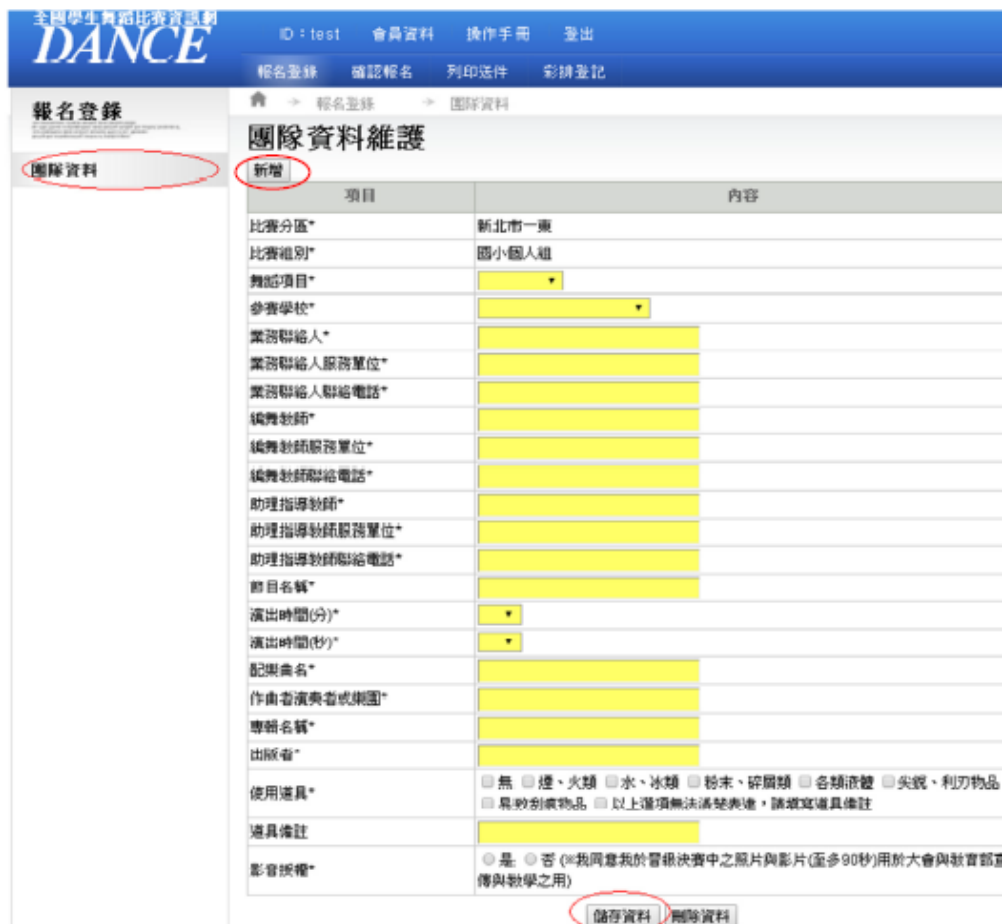 全國學生舞蹈比賽資訊網
DANCE
ID：test 會員資料 操作手冊 登出
報名登錄 確認報名 列印送件 彩排登記
報名登錄
團隊資料
→ 報名登錄 → 團隊資料
團隊資料維護
新增
項目 內容
比賽分區* 新北市一東
比賽組別* 國小個人組
舞蹈項目*
參賽學校*
業務聯絡人*
業務聯絡人服務單位*
業務聯絡人聯絡電話*
編舞教師*
編舞教師服務單位*
編舞教師聯絡電話*
助理指導教師*
助理指導教師服務單位*
助理指導教師聯絡電話*
節目名稱*
演出時間(分)*
演出時間(秒)*
配樂曲名*
作曲者演奏者或樂團*
專輯名稱*
出版者*
使用道具* 無 煙、火類 水、冰類 粉末、碎屑類 各類液體 尖銳、利刃物品
易致刮痕物品 以上選項無法清楚表達，請填寫道具備註
道具備註
影音授權* 是 否 (※我同意我於晉級決賽中之照片與影片(至多90秒)用於大會與教育部宣
傳與教學之用)
儲存資料 刪除資料